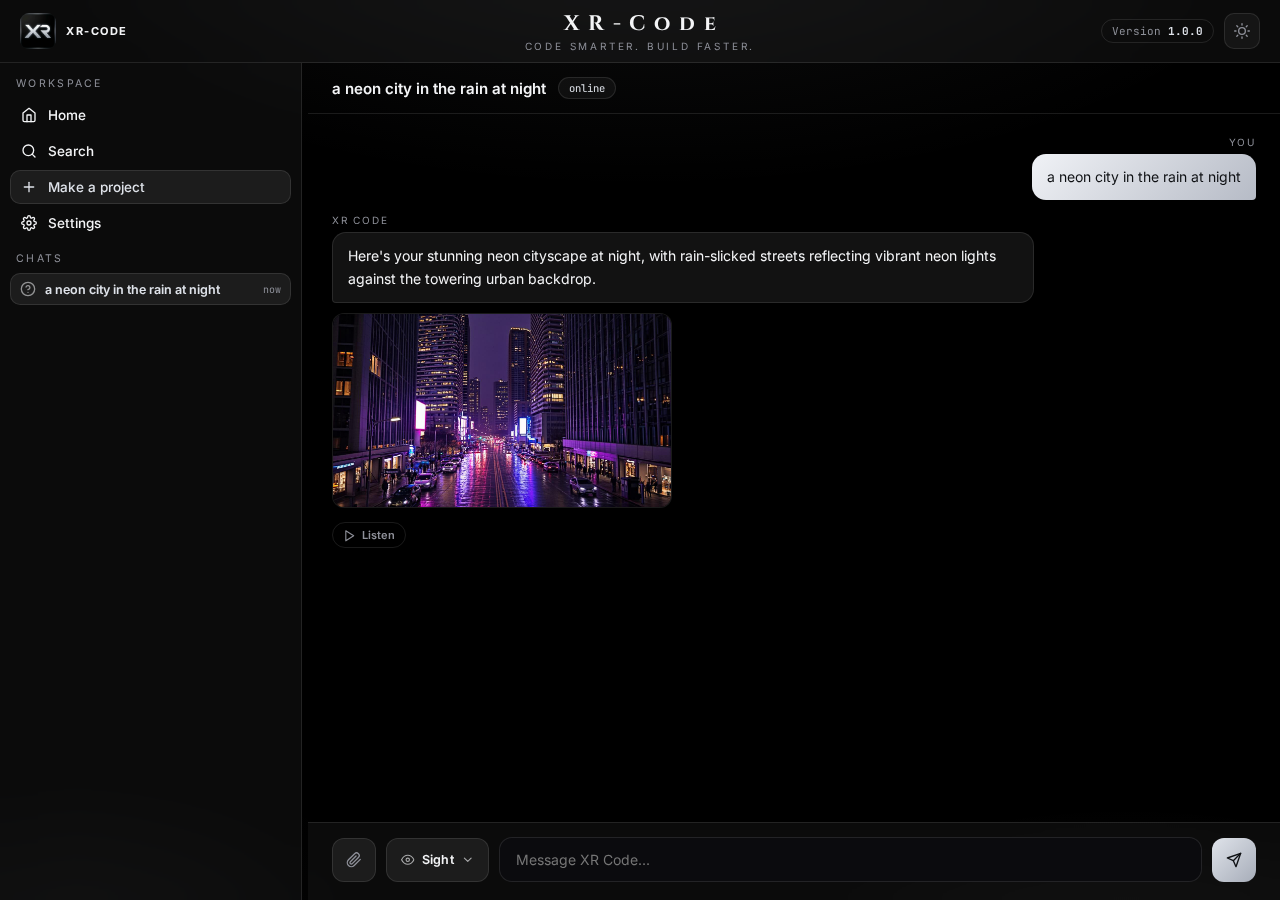 XR
XR-CODE
XR-CODE
CODE SMARTER. BUILD FASTER.
Version 1.0.0
WORKSPACE
Home
Search
Make a project
Settings
CHATS
a neon city in the rain at night
now
a neon city in the rain at night
online
YOU
a neon city in the rain at night
XR CODE
Here's your stunning neon cityscape at night, with rain-slicked streets reflecting vibrant neon lights
against the towering urban backdrop.
Listen
Sight
Message XR Code...